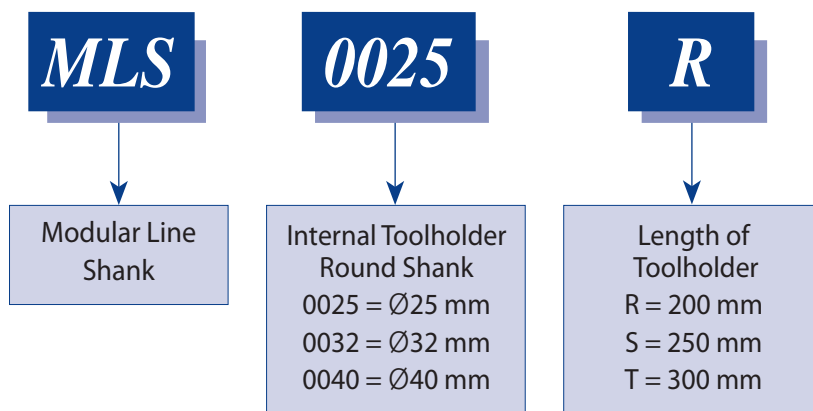 MLS 0025 R
Modular Line
Shank
Internal Toolholder
Round Shank
0025 = Ø25 mm
0032 = Ø32 mm
0040 = Ø40 mm
Length of
Toolholder
R = 200 mm
S = 250 mm
T = 300 mm